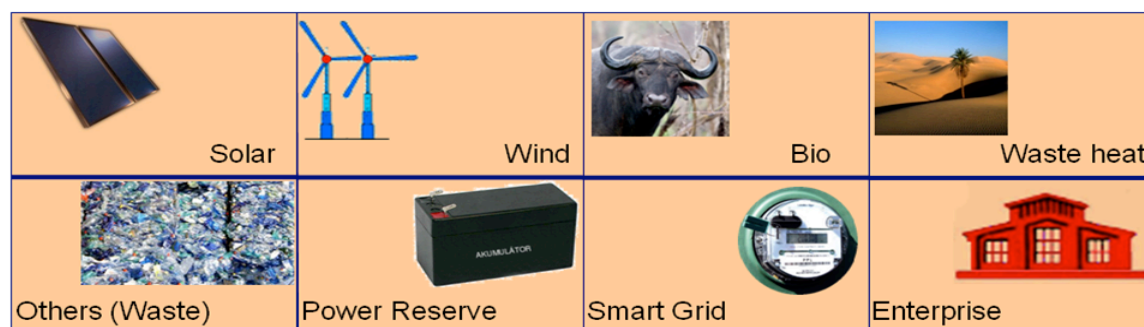 Solar
Wind
Bio
Waste heat
AKUMULÁTOR
Others (Waste)
Power Reserve
Smart Grid
Enterprise